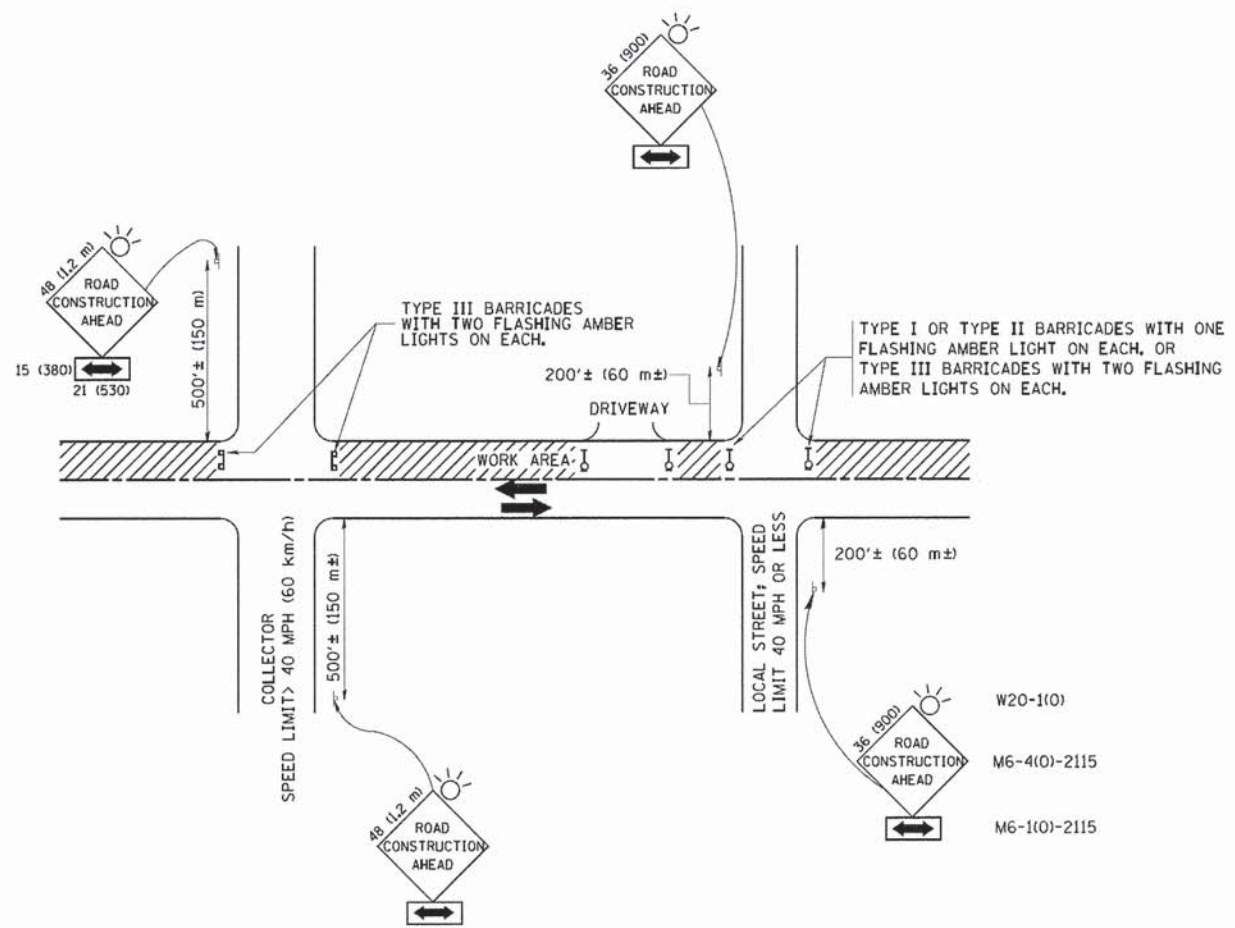 36 (900)
ROAD
CONSTRUCTION
AHEAD
48 (1.2 m)
ROAD
CONSTRUCTION
AHEAD
15 (380)
21 (530)
500'± (150 m)
TYPE III BARRICADES
WITH TWO FLASHING AMBER
LIGHTS ON EACH.
200'± (60 m±)
DRIVEWAY
TYPE I OR TYPE II BARRICADES WITH ONE
FLASHING AMBER LIGHT ON EACH. OR
TYPE III BARRICADES WITH TWO FLASHING
AMBER LIGHTS ON EACH.
WORK AREA
COLLECTOR
SPEED LIMIT> 40 MPH (60 km/h)
500'± (150 m±)
LOCAL STREET; SPEED
LIMIT 40 MPH OR LESS
200'± (60 m±)
48 (1.2 m)
ROAD
CONSTRUCTION
AHEAD
36 (900)
ROAD
CONSTRUCTION
AHEAD
W20-1(O)
M6-4(O)-2115
M6-1(O)-2115